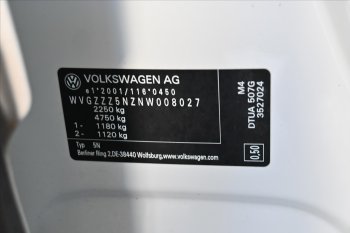 VOLKSWAGEN AG
e1*2001/116*0450
WVGZZZ5NZNW008027
2250 kg
4750 kg
1 - 1180 kg
2 - 1120 kg
Typ 5N
Berliner Ring 2,DE-38440 Wolfsburg,www.volkswagen.com
M4
DTUA 507G
3527024
0,50